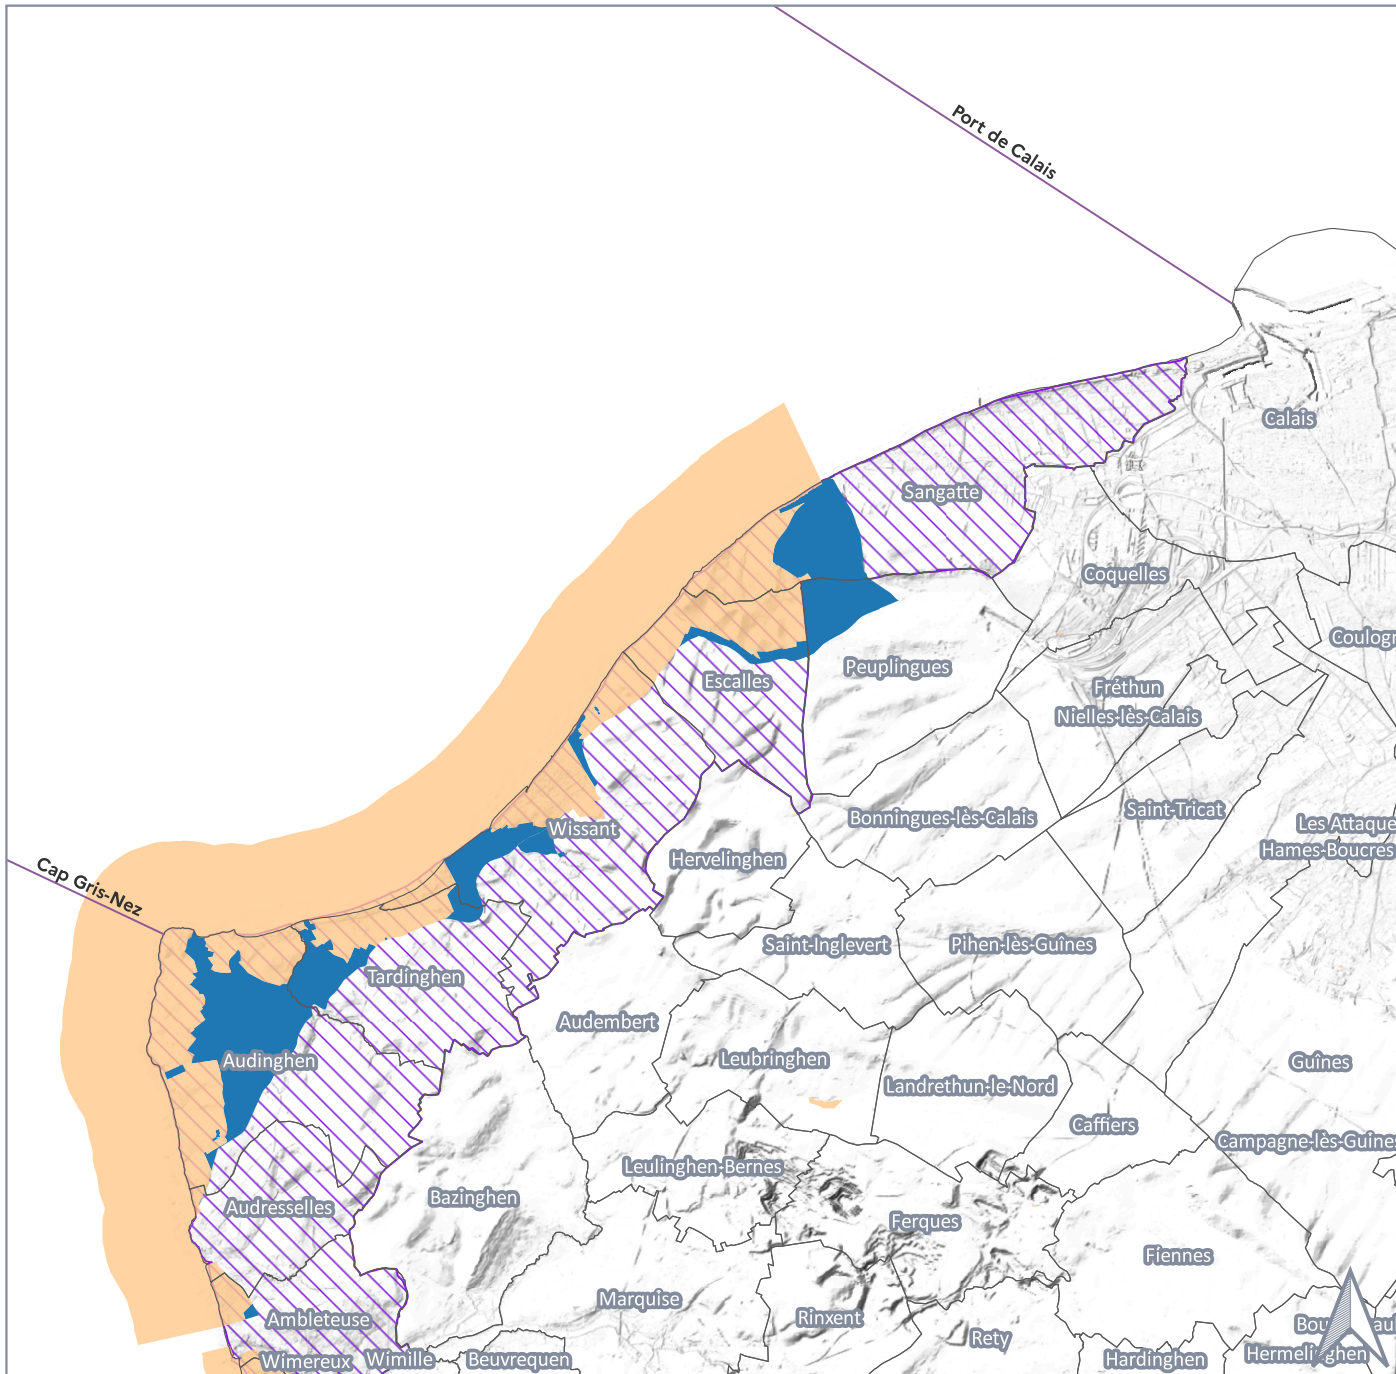 Port de Calais
Calais
Sangatte
Coquelles
Coulogn
Peuplingues
Escalles
Fréthun
Nielles-lès-Calais
Saint-Tricat
Bonningues-lès-Calais
Les Attaque
Wissant
Hames-Boucres
Hervelinghen
Cap Gris-Nez
Saint-Inglevert
Pihen-lès-Guînes
Tardinghen
Audembert
Audinghen
Leubringhen
Guînes
Landrethun-le-Nord
Caffiers
Campagne-lès-Guînes
Leulinghen-Bernes
Bazinghen
Audresselles
Ferques
Fiennes
Marquise
Rinxent
Ambleteuse
Rety
Wimereux
Wimille
Beuvrequen
Hardinghen